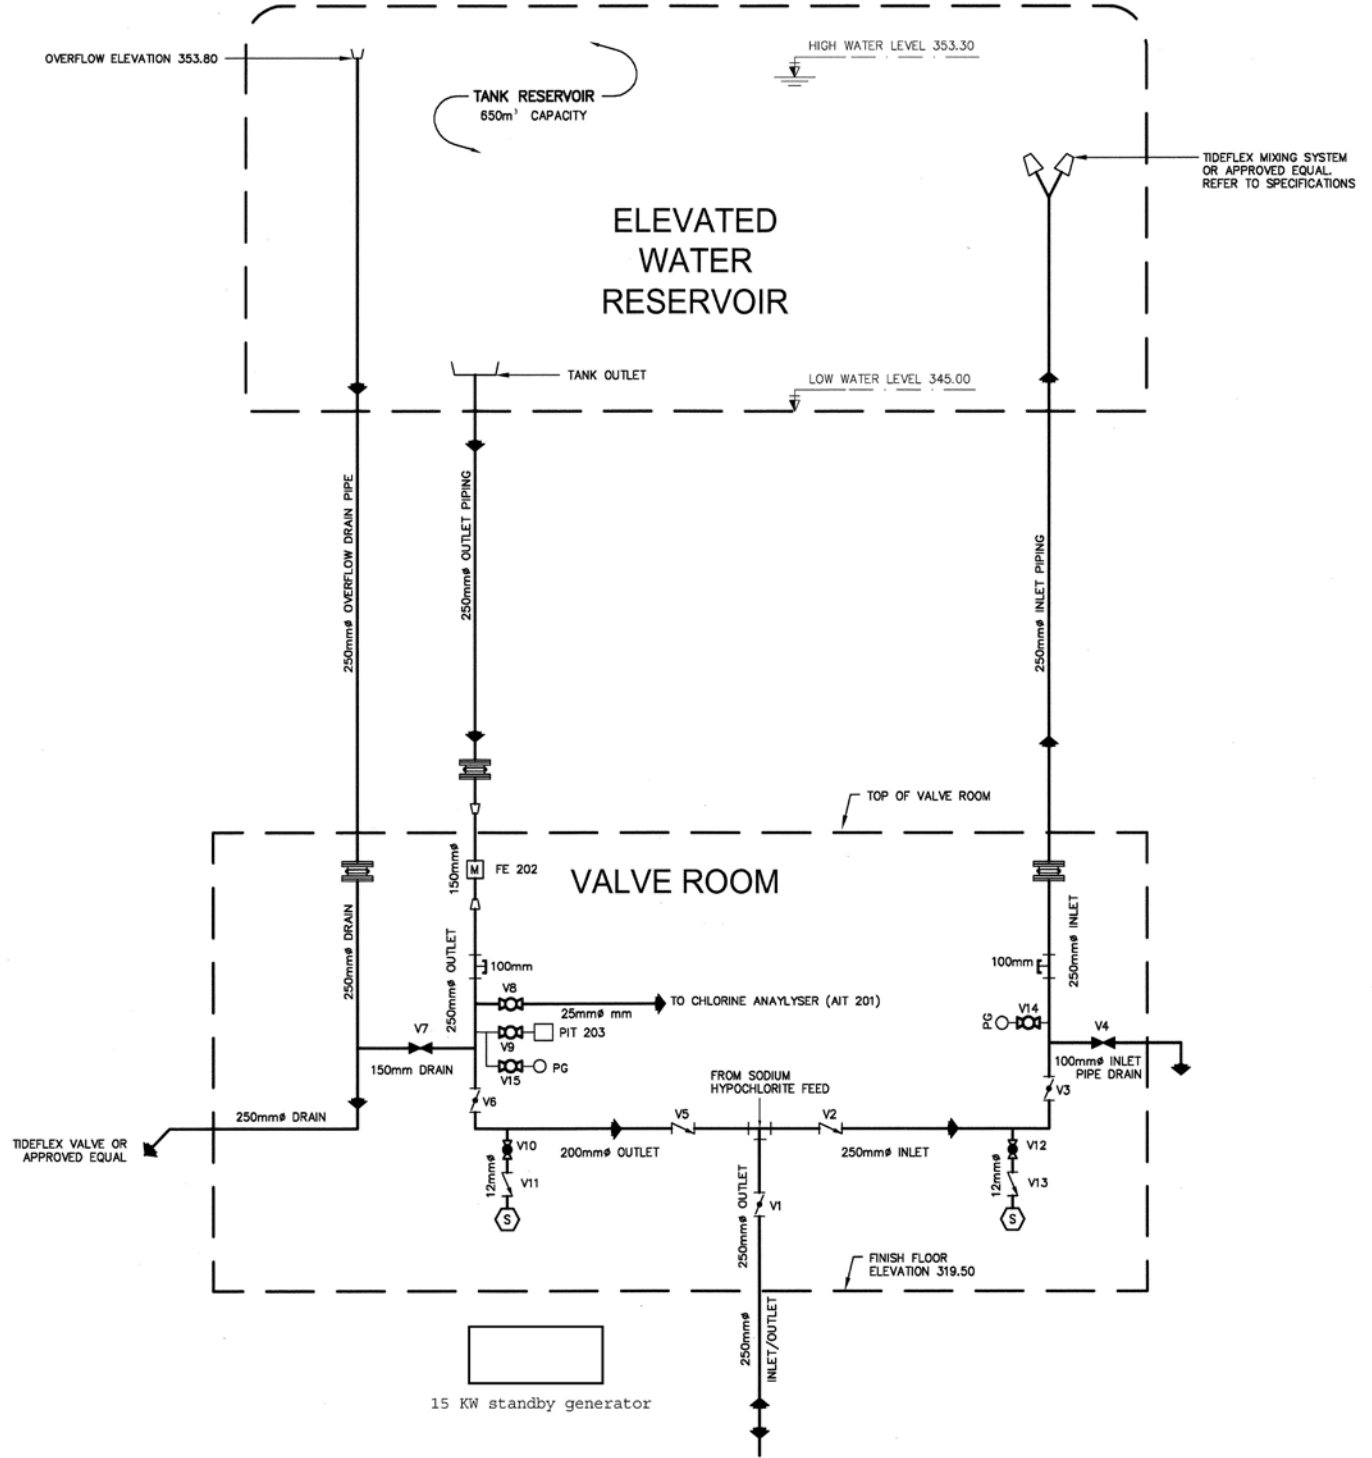 OVERFLOW ELEVATION 353.80
HIGH WATER LEVEL 353.30
TANK RESERVOIR
650m³ CAPACITY
TIDEFLEX MIXING SYSTEM
OR APPROVED EQUAL.
REFER TO SPECIFICATIONS
ELEVATED
WATER
RESERVOIR
TANK OUTLET
LOW WATER LEVEL 345.00
250mmø OVERFLOW DRAIN PIPE
250mmø OUTLET PIPING
250mmø INLET PIPING
TOP OF VALVE ROOM
150mmø
M
FE 202
VALVE ROOM
250mmø DRAIN
250mmø OUTLET
100mm
100mm
250mmø INLET
V8
25mmø mm
TO CHLORINE ANAYLYSER (AIT 201)
V9
PIT 203
V15
PG
PG
V14
V7
150mm DRAIN
V4
100mmø INLET
PIPE DRAIN
V6
V3
FROM SODIUM
HYPOCHLORITE FEED
250mmø DRAIN
TIDEFLEX VALVE OR
APPROVED EQUAL
V5
V2
200mmø OUTLET
250mmø INLET
V10
12mmø
V11
S
V12
12mmø
V13
S
250mmø OUTLET
V1
FINISH FLOOR
ELEVATION 319.50
250mmø
INLET/OUTLET
15 KW standby generator